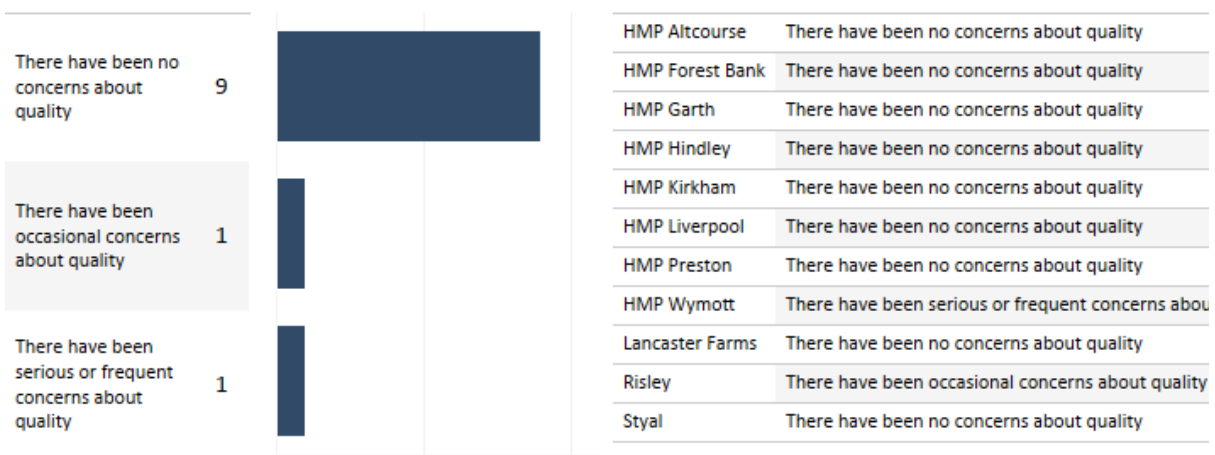 There have been no
concerns about
quality
9
There have been
occasional concerns
about quality
1
There have been
serious or frequent
concerns about
quality
1
HMP Altcourse There have been no concerns about quality
HMP Forest Bank There have been no concerns about quality
HMP Garth There have been no concerns about quality
HMP Hindley There have been no concerns about quality
HMP Kirkham There have been no concerns about quality
HMP Liverpool There have been no concerns about quality
HMP Preston There have been no concerns about quality
HMP Wymott There have been serious or frequent concerns abou
Lancaster Farms There have been no concerns about quality
Risley There have been occasional concerns about quality
Styal There have been no concerns about quality